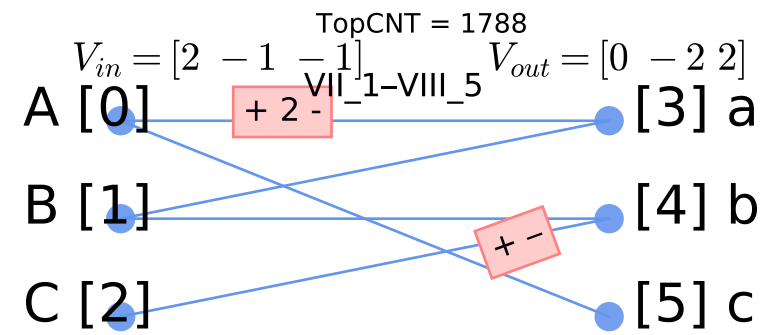 TopCNT = 1788
V_in = [2 −1 −1] V_out = [0 −2 2]
VII_1–VIII_5
A [0] + 2 - [3] a
B [1] [4] b
+ −
C [2] [5] c